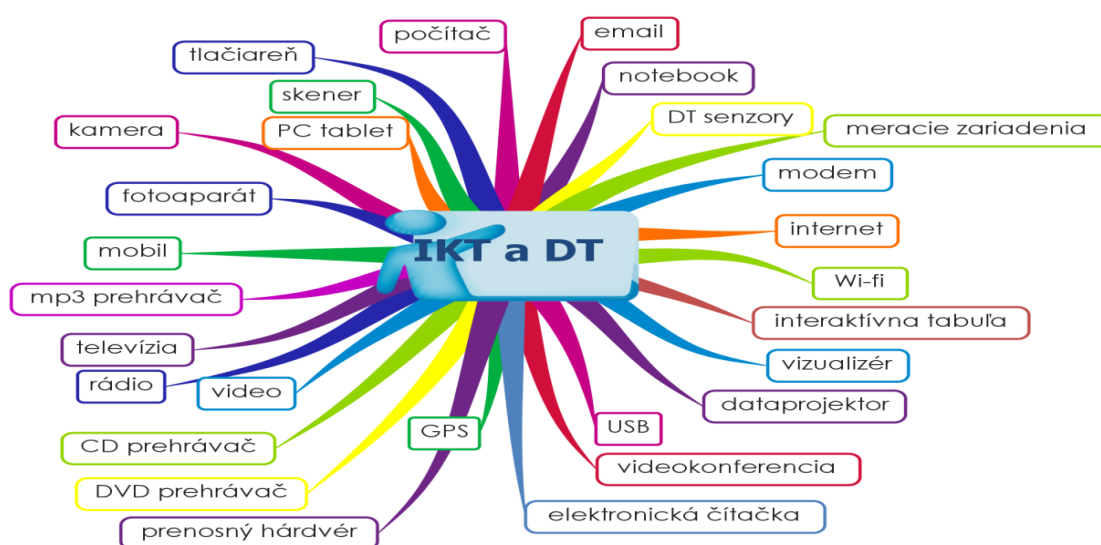 počítač
email
tlačiareň
notebook
skener
DT senzory
kamera
PC tablet
meracie zariadenia
modem
fotoaparát
internet
mobil
IKT a DT
Wi-fi
mp3 prehrávač
interaktívna tabuľa
televízia
vizualizér
rádio
video
dataprojektor
GPS
USB
CD prehrávač
videokonferencia
DVD prehrávač
elektronická čítačka
prenosný hárdvér